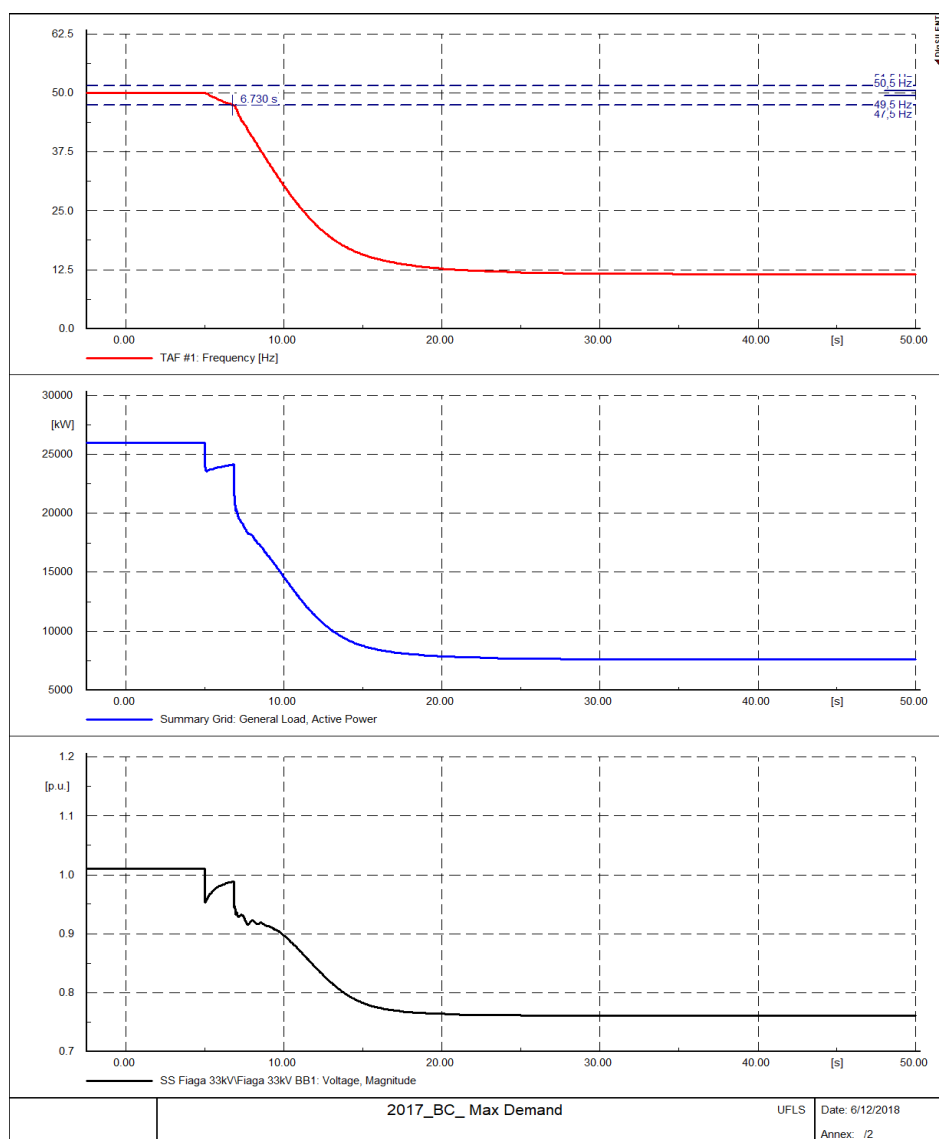 DIgSILENT
62.5
50.0
37.5
25.0
12.5
0.0
6.730 s
50,5 Hz
49,5 Hz
47,5 Hz
0.00 10.00 20.00 30.00 40.00 [s] 50.00
TAF #1: Frequency [Hz]
30000
[kW]
25000
20000
15000
10000
5000
0.00 10.00 20.00 30.00 40.00 [s] 50.00
Summary Grid: General Load, Active Power
1.2
[p.u.]
1.1
1.0
0.9
0.8
0.7
0.00 10.00 20.00 30.00 40.00 [s] 50.00
SS Fiaga 33kV\Fiaga 33kV BB1: Voltage, Magnitude
2017_BC_ Max Demand
UFLS
Date: 6/12/2018
Annex: /2